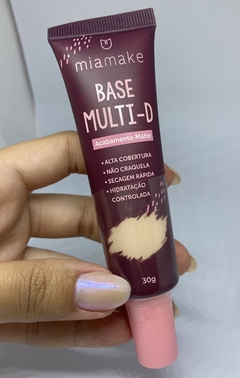 miamake
BASE
MULTI-D
Acabamento Matte
• ALTA COBERTURA
• NÃO CRAQUELA
• SECAGEM RÁPIDA
• HIDRATAÇÃO
CONTROLADA
30g